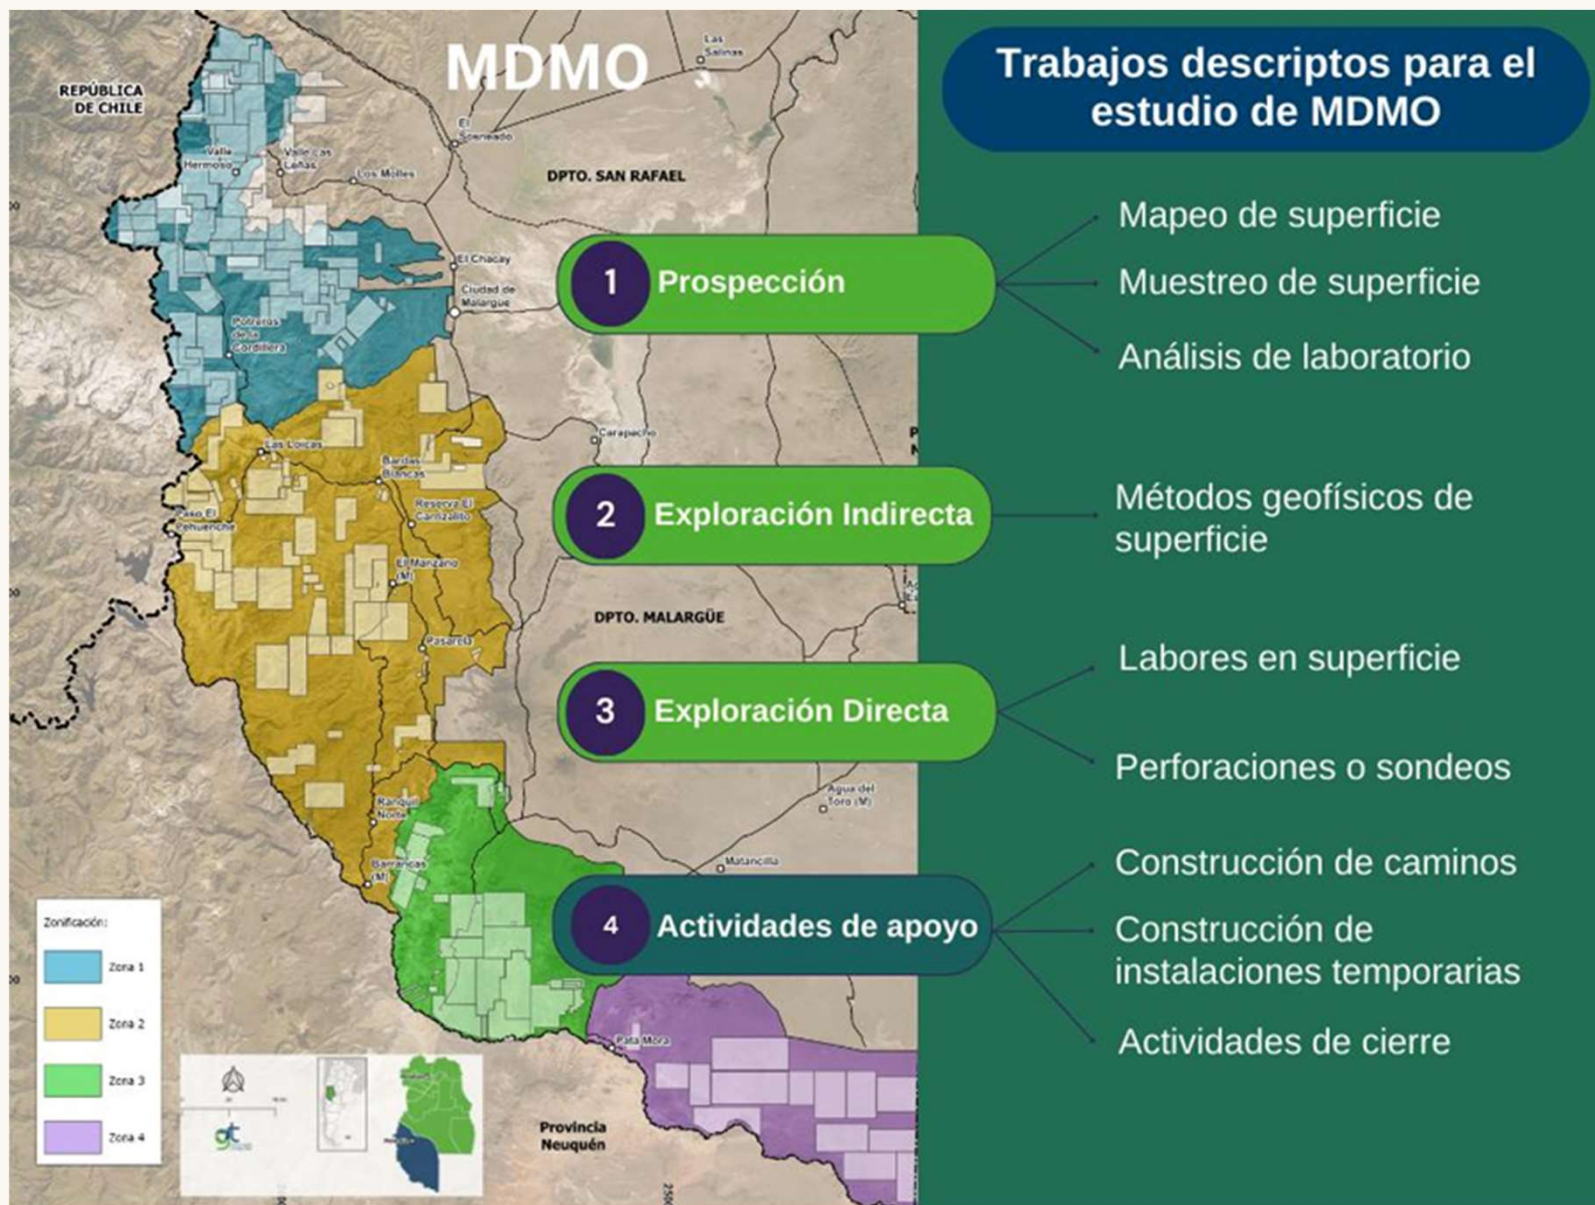 MDMO
REPÚBLICA
DE CHILE
Las
Salinas
El
Sosneado
Valle
Hermoso
Valle Las
Leñas
Los Molles
DPTO. SAN RAFAEL
El Chacay
Ciudad de
Malargüe
Potreros
de la
Cordillera
Carapacho
Las Loicas
Bardas
Blancas
Reserva El
Carrizalito
Paso El
Pehuenche
El Manzano
(M)
DPTO. MALARGÜE
Pasarela
Ranquil
Norte
Agua del
Toro (M)
Barrancas
(M)
Matancilla
Pata Mora
Provincia
Neuquén
Zonificación:
Zona 1
Zona 2
Zona 3
Zona 4
gt
Trabajos descriptos para el
estudio de MDMO
1 Prospección
Mapeo de superficie
Muestreo de superficie
Análisis de laboratorio
2 Exploración Indirecta
Métodos geofísicos de
superficie
3 Exploración Directa
Labores en superficie
Perforaciones o sondeos
4 Actividades de apoyo
Construcción de caminos
Construcción de
instalaciones temporarias
Actividades de cierre